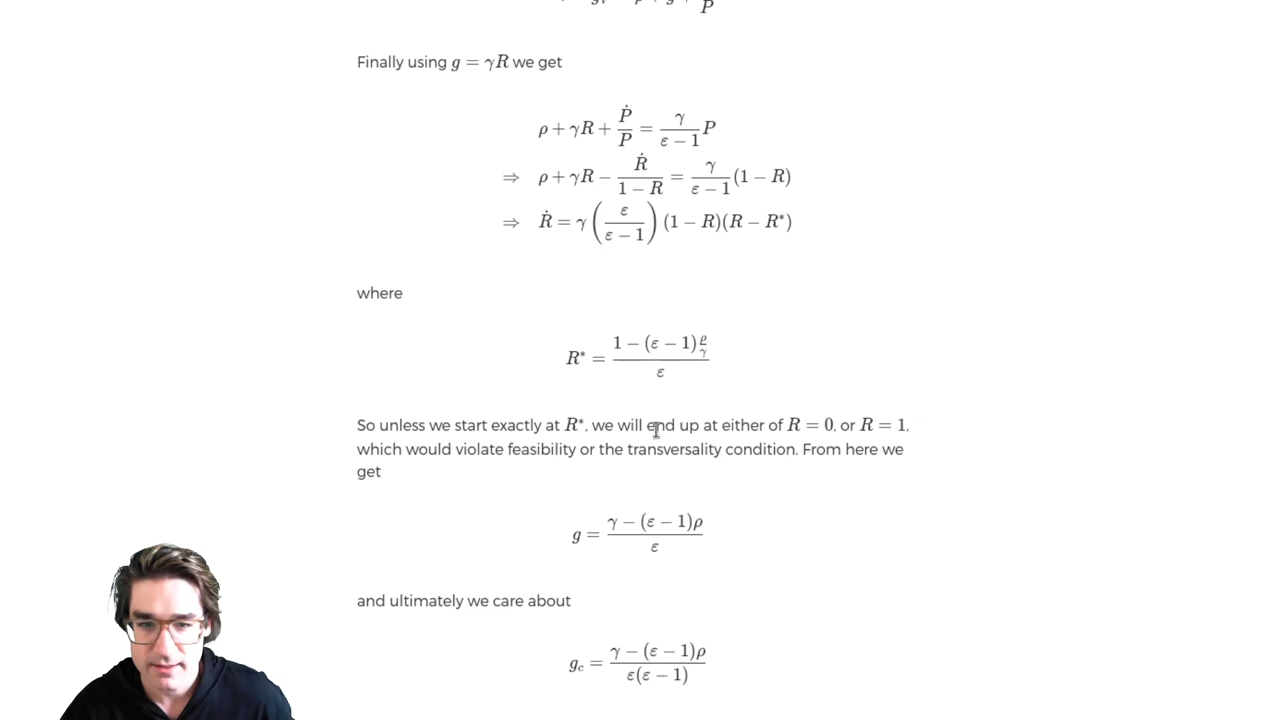 Finally using g = γR we get
ρ + γR + Ṗ/P = γ/(ε − 1) P
⇒ ρ + γR − Ṙ/(1 − R) = γ/(ε − 1) (1 − R)
⇒ Ṙ = γ (ε/(ε − 1)) (1 − R)(R − R*)
where
R* = (1 − (ε − 1)ρ/γ)/ε
So unless we start exactly at R*, we will end up at either of R = 0, or R = 1,
which would violate feasibility or the transversality condition. From here we
get
g = (γ − (ε − 1)ρ)/ε
and ultimately we care about
g_c = (γ − (ε − 1)ρ)/(ε(ε − 1))